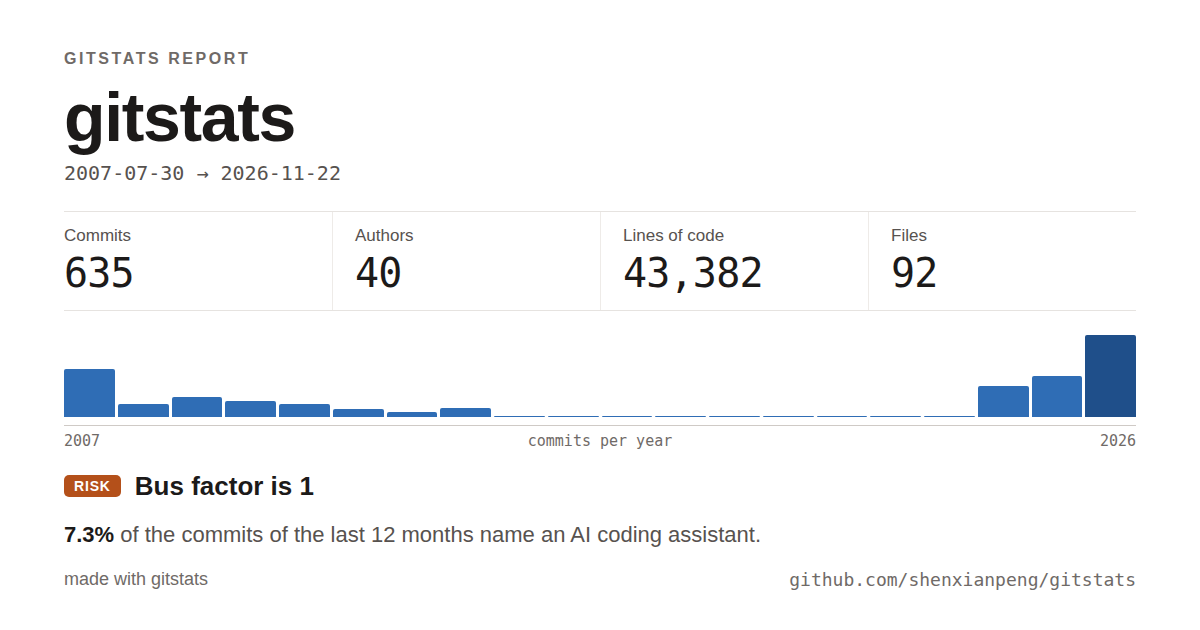 GITSTATS REPORT
gitstats
2007-07-30 → 2026-11-22
Commits
635
Authors
40
Lines of code
43,382
Files
92
2007
commits per year
2026
RISK Bus factor is 1
7.3% of the commits of the last 12 months name an AI coding assistant.
made with gitstats
github.com/shenxianpeng/gitstats